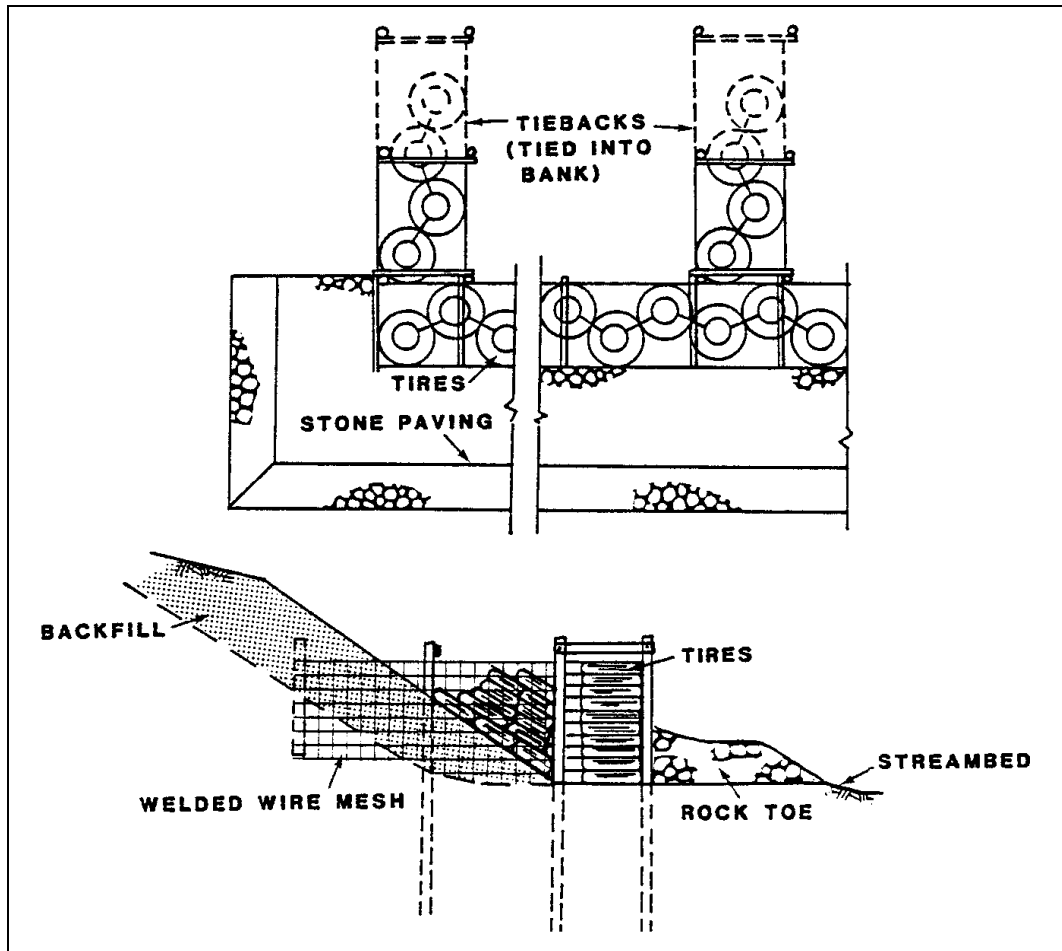 TIEBACKS
(TIED INTO
BANK)
TIRES
STONE PAVING
BACKFILL
TIRES
STREAMBED
WELDED WIRE MESH
ROCK TOE